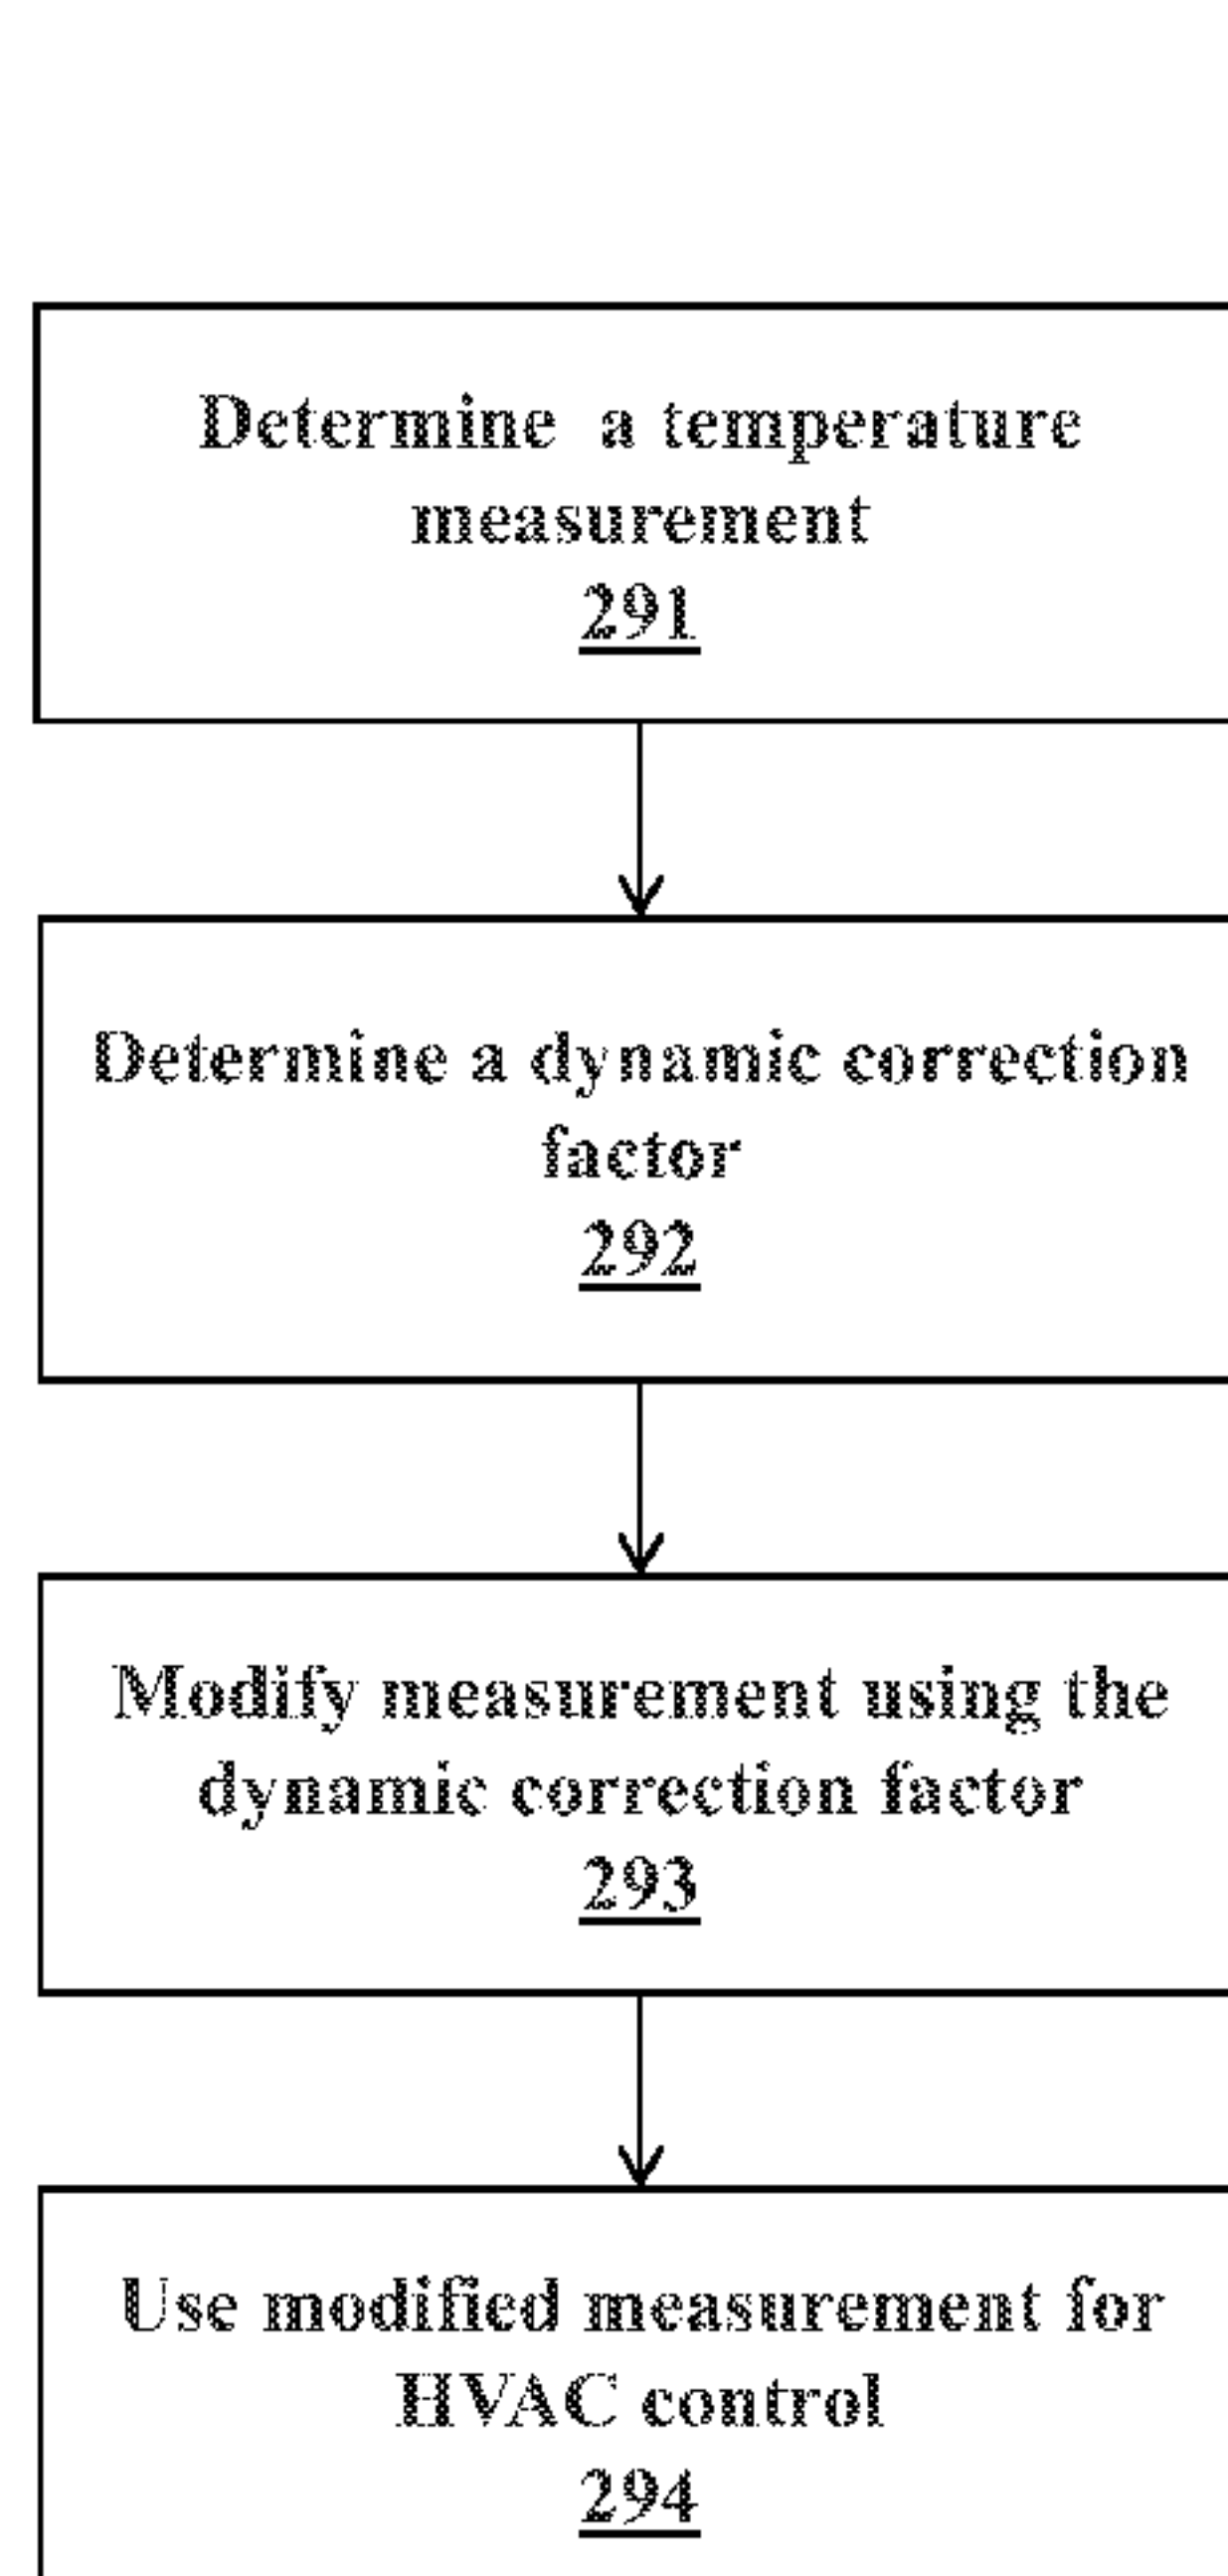 Determine a temperature
measurement
291
Determine a dynamic correction
factor
292
Modify measurement using the
dynamic correction factor
293
Use modified measurement for
HVAC control
294